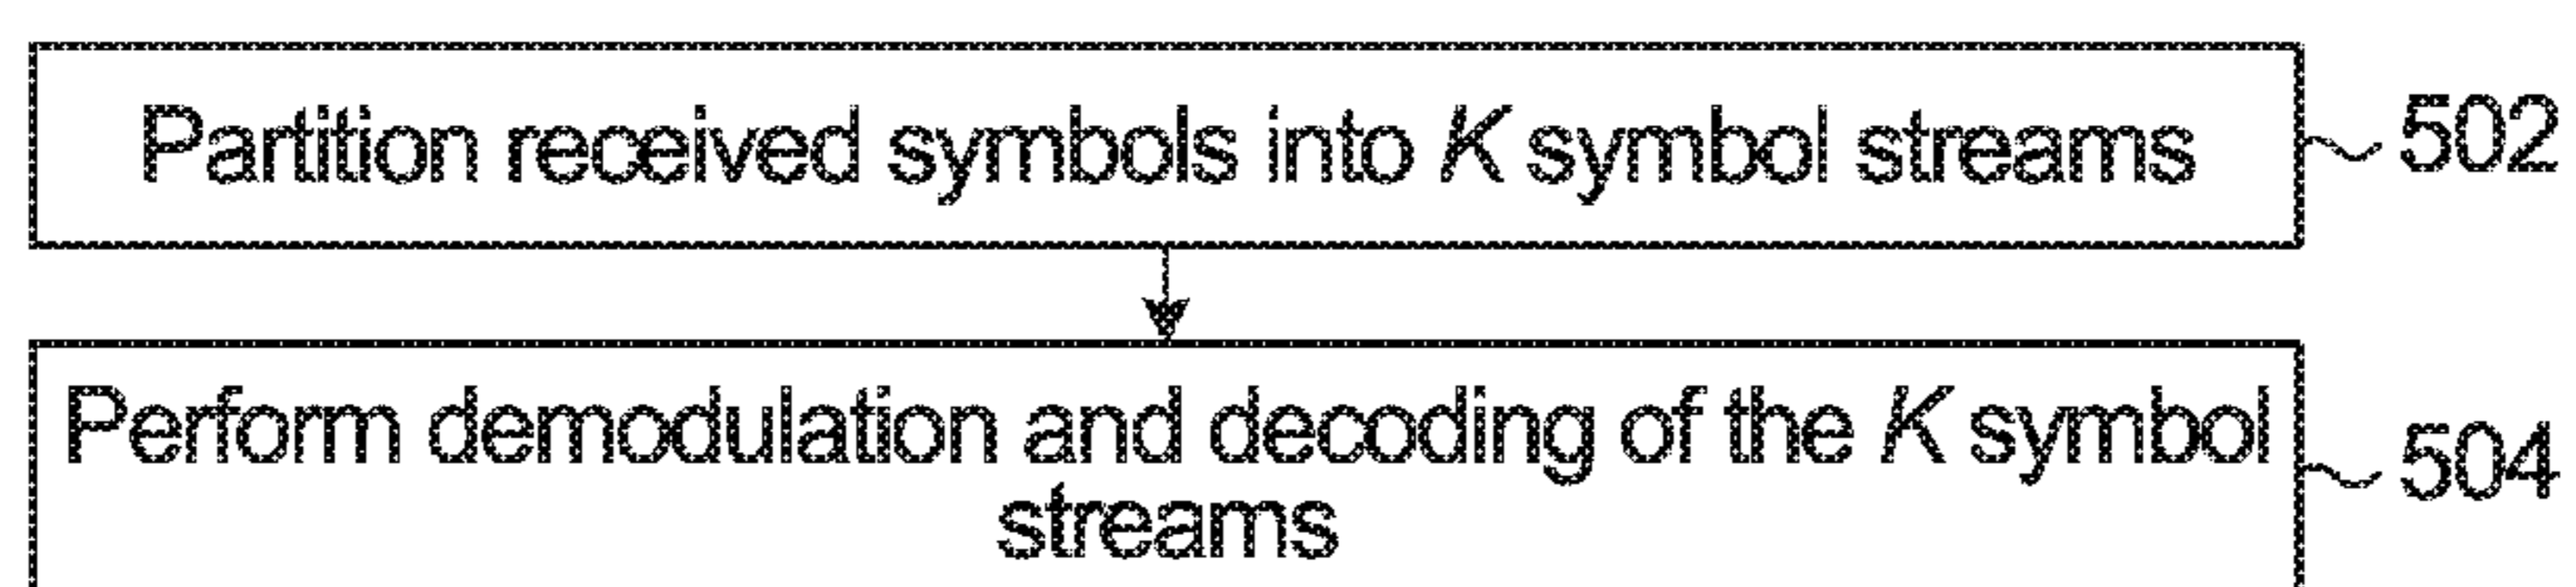 Partition received symbols into K symbol streams
502
Perform demodulation and decoding of the K symbol
streams
504